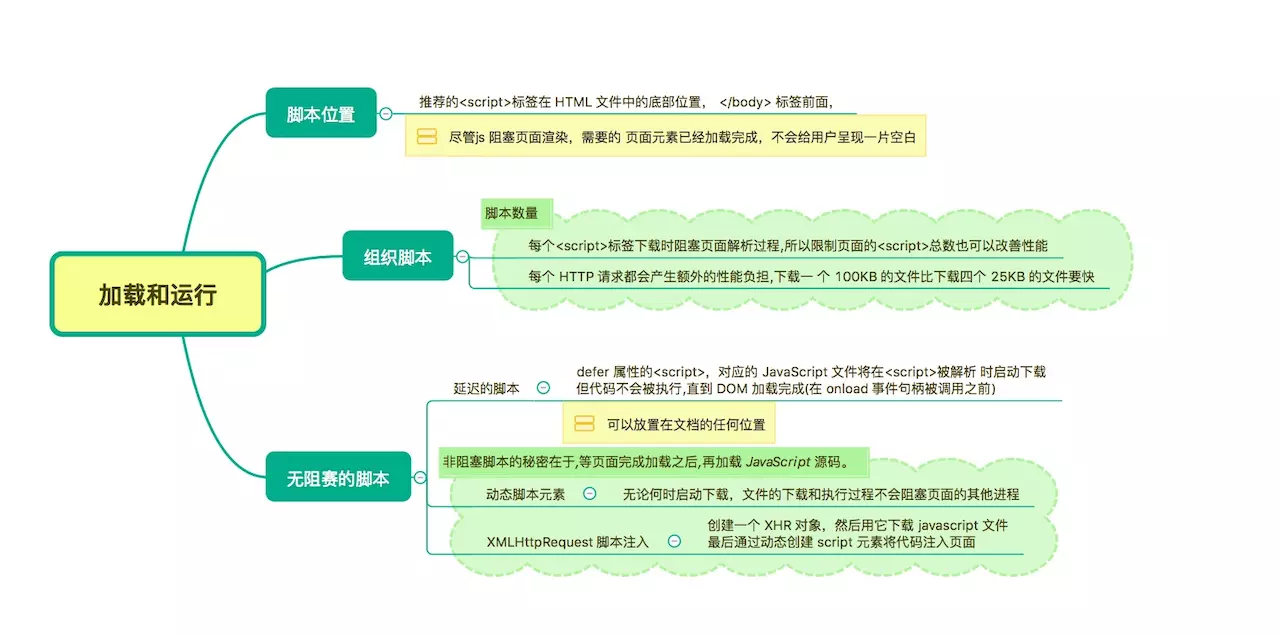 加载和运行
脚本位置
推荐的<script>标签在 HTML 文件中的底部位置， </body> 标签前面，
尽管js 阻塞页面渲染，需要的 页面元素已经加载完成，不会给用户呈现一片空白
组织脚本
脚本数量
每个<script>标签下载时阻塞页面解析过程,所以限制页面的<script>总数也可以改善性能
每个 HTTP 请求都会产生额外的性能负担,下载一 个 100KB 的文件比下载四个 25KB 的文件要快
无阻赛的脚本
延迟的脚本
defer 属性的<script>，对应的 JavaScript 文件将在<script>被解析 时启动下载
但代码不会被执行,直到 DOM 加载完成(在 onload 事件句柄被调用之前)
可以放置在文档的任何位置
非阻塞脚本的秘密在于,等页面完成加载之后,再加载 JavaScript 源码。
动态脚本元素
无论何时启动下载，文件的下载和执行过程不会阻塞页面的其他进程
XMLHttpRequest 脚本注入
创建一个 XHR 对象，然后用它下载 javascript 文件
最后通过动态创建 script 元素将代码注入页面